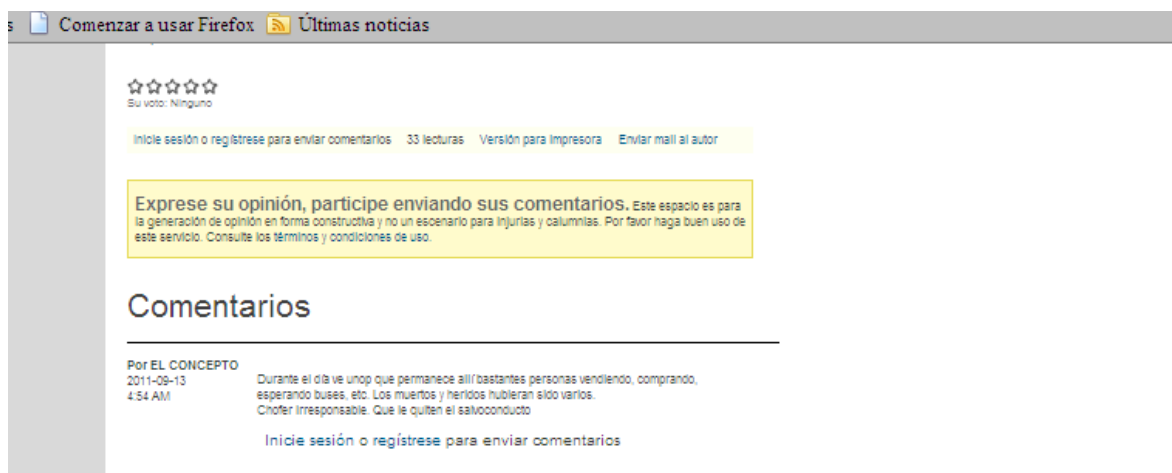 s Comenzar a usar Firefox Últimas noticias
Su voto: Ninguno
Inicie sesión o regístrese para enviar comentarios 33 lecturas Versión para impresora Enviar mail al autor
Exprese su opinión, participe enviando sus comentarios. Este espacio es para
la generación de opinión en forma constructiva y no un escenario para injurias y calumnias. Por favor haga buen uso de
este servicio. Consulte los términos y condiciones de uso.
Comentarios
Por EL CONCEPTO
2011-09-13
4:54 AM
Durante el día ve unop que permanece allí bastantes personas vendiendo, comprando,
esperando buses, etc. Los muertos y heridos hubieran sido varios.
Chofer irresponsable. Que le quiten el salvoconducto
Inicie sesión o regístrese para enviar comentarios